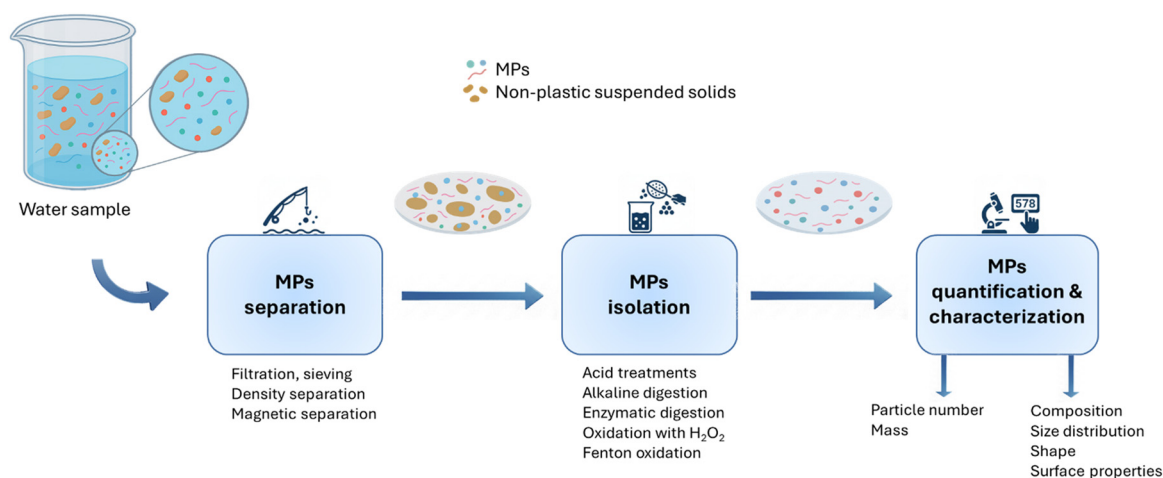 MPs
Non-plastic suspended solids
Water sample
MPs
separation
Filtration, sieving
Density separation
Magnetic separation
MPs
isolation
Acid treatments
Alkaline digestion
Enzymatic digestion
Oxidation with H₂O₂
Fenton oxidation
578
MPs
quantification &
characterization
Particle number
Mass
Composition
Size distribution
Shape
Surface properties